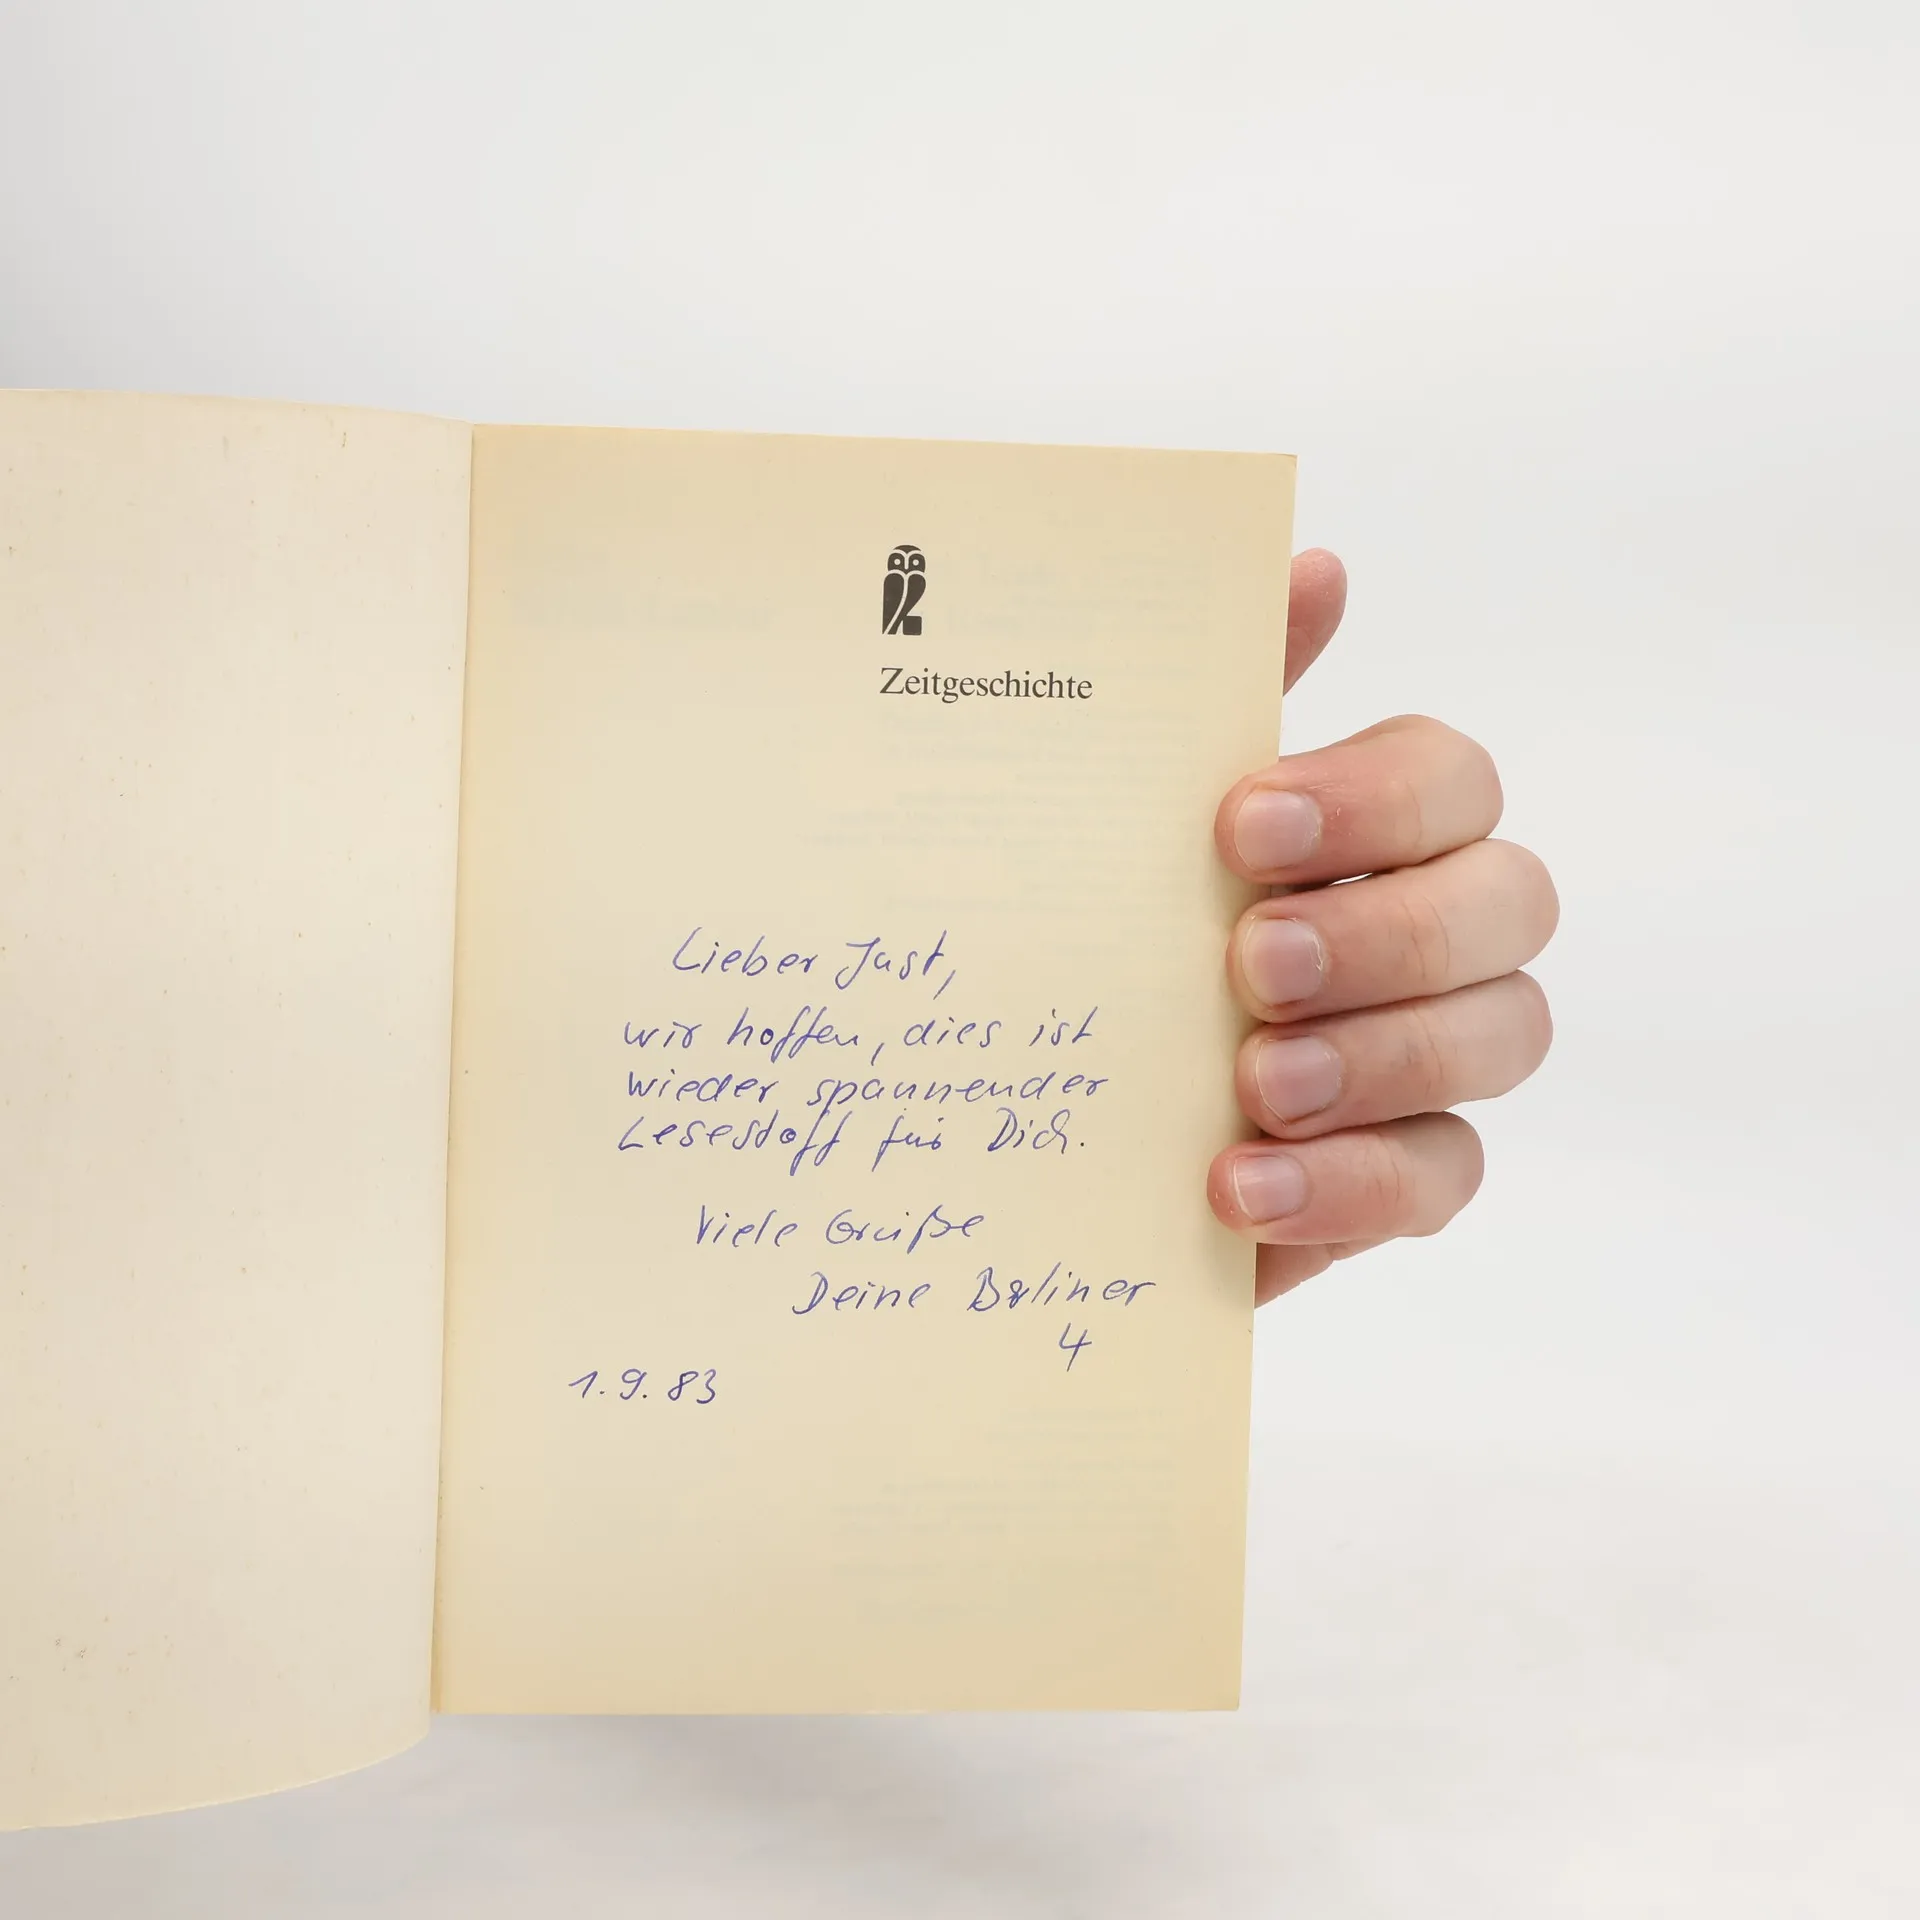 Zeitgeschichte
Lieber Just,
wir hoffen, dies ist
wieder spannender
Lesestoff für Dich.
Viele Grüße
Deine Berliner
4
1.9.83